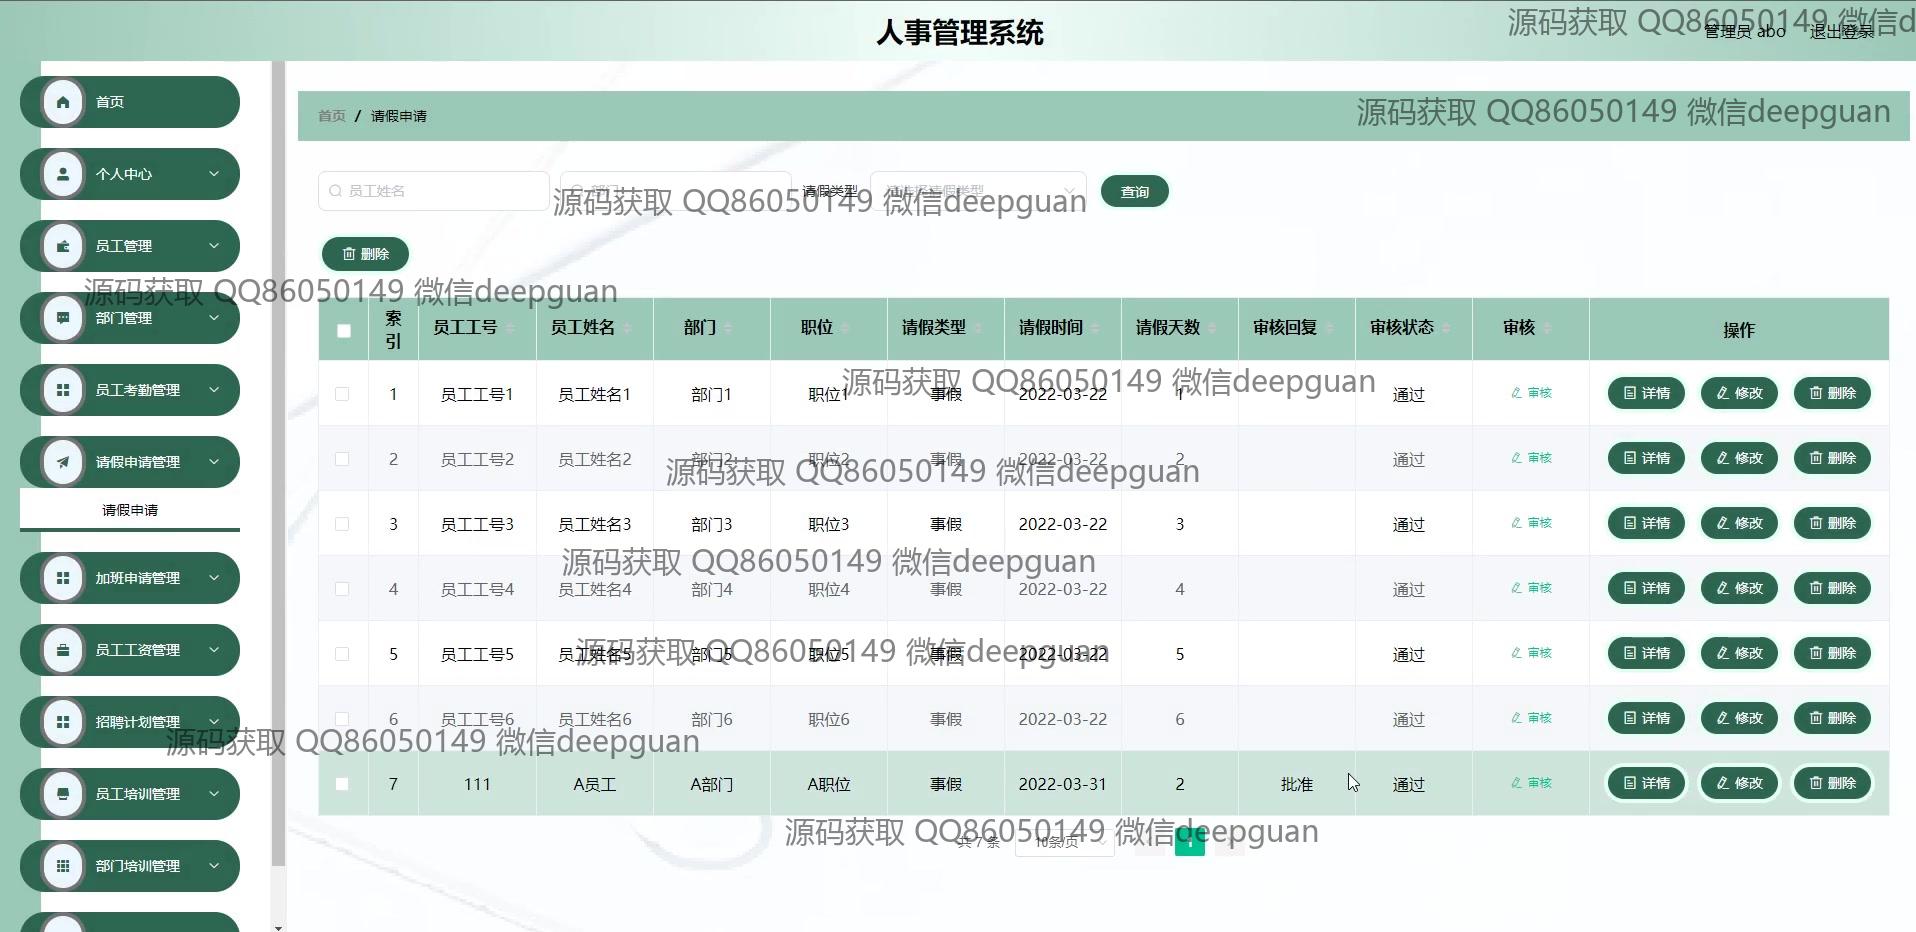 人事管理系统
源码获取 QQ86050149 微信d
管理员 abo 退出登录
首页
个人中心
员工管理
部门管理
员工考勤管理
请假申请管理
请假申请
加班申请管理
员工工资管理
招聘计划管理
员工培训管理
部门培训管理
首页 / 请假申请
源码获取 QQ86050149 微信deepguan
员工姓名 部门 请假类型 请选择请假类型 查询
源码获取 QQ86050149 微信deepguan
删除
源码获取 QQ86050149 微信deepguan
索引 员工工号 员工姓名 部门 职位 请假类型 请假时间 请假天数 审核回复 审核状态 审核 操作
1 员工工号1 员工姓名1 部门1 职位1 事假 2022-03-22 1 通过 审核 详情 修改 删除
源码获取 QQ86050149 微信deepguan
2 员工工号2 员工姓名2 部门2 职位2 事假 2022-03-22 2 通过 审核 详情 修改 删除
源码获取 QQ86050149 微信deepguan
3 员工工号3 员工姓名3 部门3 职位3 事假 2022-03-22 3 通过 审核 详情 修改 删除
源码获取 QQ86050149 微信deepguan
4 员工工号4 员工姓名4 部门4 职位4 事假 2022-03-22 4 通过 审核 详情 修改 删除
5 员工工号5 员工姓名5 部门5 职位5 事假 2022-03-22 5 通过 审核 详情 修改 删除
源码获取 QQ86050149 微信deepguan
6 员工工号6 员工姓名6 部门6 职位6 事假 2022-03-22 6 通过 审核 详情 修改 删除
源码获取 QQ86050149 微信deepguan
7 111 A员工 A部门 A职位 事假 2022-03-31 2 批准 通过 审核 详情 修改 删除
源码获取 QQ86050149 微信deepguan
共 7 条 10条/页 1